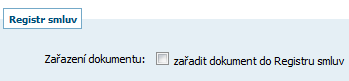 Registr smluv
Zařazení dokumentu: zařadit dokument do Registru smluv